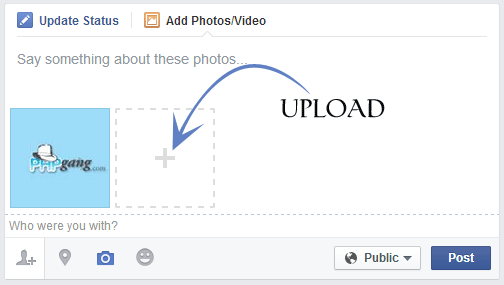 Update Status
Add Photos/Video
Say something about these photos...
UPLOAD
PHPgang.com
Who were you with?
Public
Post